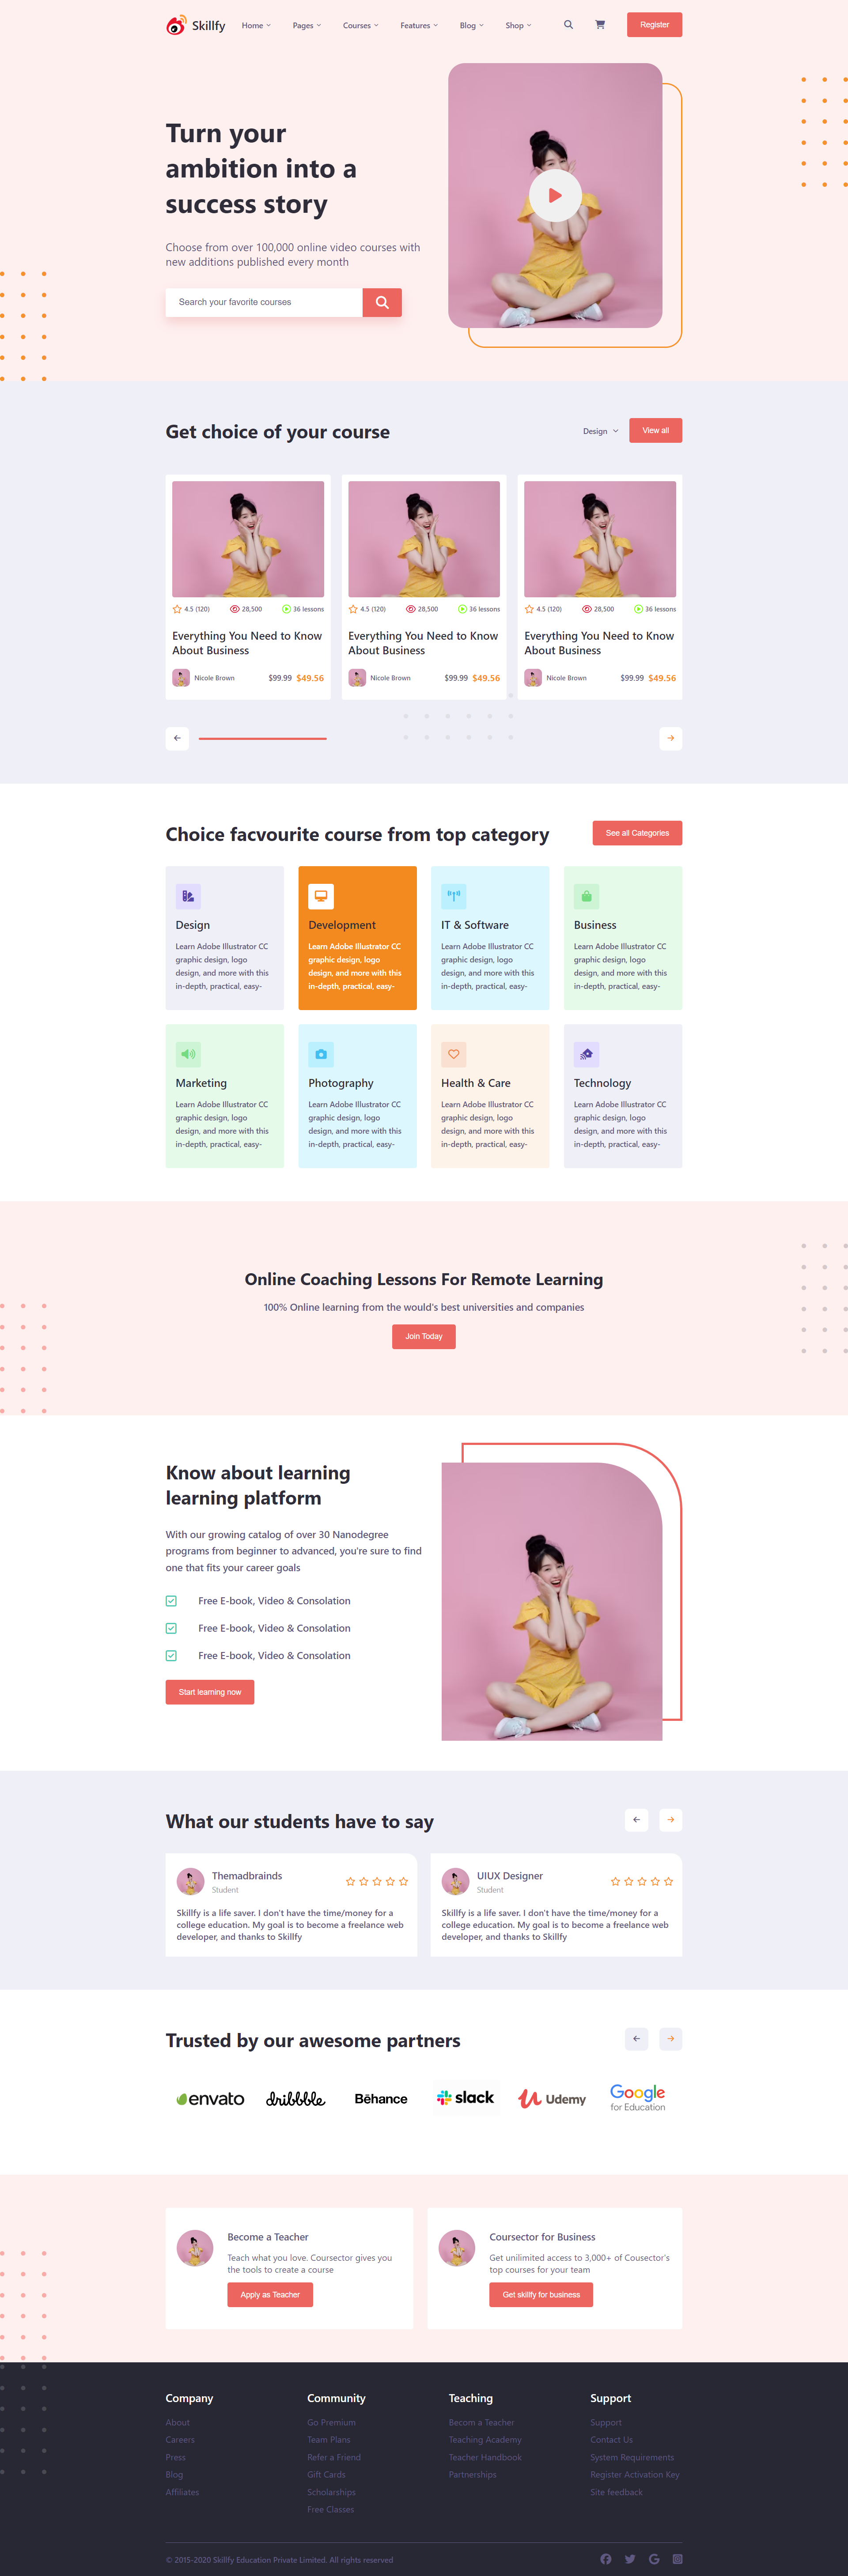 Skillfy
Home Pages Courses Features Blog Shop
Register
Turn your
ambition into a
success story
Choose from over 100,000 online video courses with
new additions published every month
Search your favorite courses
Get choice of your course
Design
View all
4.5 (120) 28,500 36 lessons
Everything You Need to Know
About Business
Nicole Brown $99.99 $49.56
4.5 (120) 28,500 36 lessons
Everything You Need to Know
About Business
Nicole Brown $99.99 $49.56
4.5 (120) 28,500 36 lessons
Everything You Need to Know
About Business
Nicole Brown $99.99 $49.56
Choice facvourite course from top category
See all Categories
Design
Learn Adobe Illustrator CC
graphic design, logo
design, and more with this
in-depth, practical, easy-
Development
Learn Adobe Illustrator CC
graphic design, logo
design, and more with this
in-depth, practical, easy-
IT & Software
Learn Adobe Illustrator CC
graphic design, logo
design, and more with this
in-depth, practical, easy-
Business
Learn Adobe Illustrator CC
graphic design, logo
design, and more with this
in-depth, practical, easy-
Marketing
Learn Adobe Illustrator CC
graphic design, logo
design, and more with this
in-depth, practical, easy-
Photography
Learn Adobe Illustrator CC
graphic design, logo
design, and more with this
in-depth, practical, easy-
Health & Care
Learn Adobe Illustrator CC
graphic design, logo
design, and more with this
in-depth, practical, easy-
Technology
Learn Adobe Illustrator CC
graphic design, logo
design, and more with this
in-depth, practical, easy-
Online Coaching Lessons For Remote Learning
100% Online learning from the would's best universities and companies
Join Today
Know about learning
learning platform
With our growing catalog of over 30 Nanodegree
programs from beginner to advanced, you're sure to find
one that fits your career goals
Free E-book, Video & Consolation
Free E-book, Video & Consolation
Free E-book, Video & Consolation
Start learning now
What our students have to say
Themadbrainds
Student
Skillfy is a life saver. I don't have the time/money for a
college education. My goal is to become a freelance web
developer, and thanks to Skillfy
UIUX Designer
Student
Skillfy is a life saver. I don't have the time/money for a
college education. My goal is to become a freelance web
developer, and thanks to Skillfy
Trusted by our awesome partners
envato
dribbble
Bēhance
slack
Udemy
Google
for Education
Become a Teacher
Teach what you love. Coursector gives you
the tools to create a course
Apply as Teacher
Coursector for Business
Get unilimited access to 3,000+ of Cousector's
top courses for your team
Get skillfy for business
Company
About
Careers
Press
Blog
Affiliates
Community
Go Premium
Team Plans
Refer a Friend
Gift Cards
Scholarships
Free Classes
Teaching
Becom a Teacher
Teaching Academy
Teacher Handbook
Partnerships
Support
Support
Contact Us
System Requirements
Register Activation Key
Site feedback
© 2015-2020 Skillfy Education Private Limited. All rights reserved